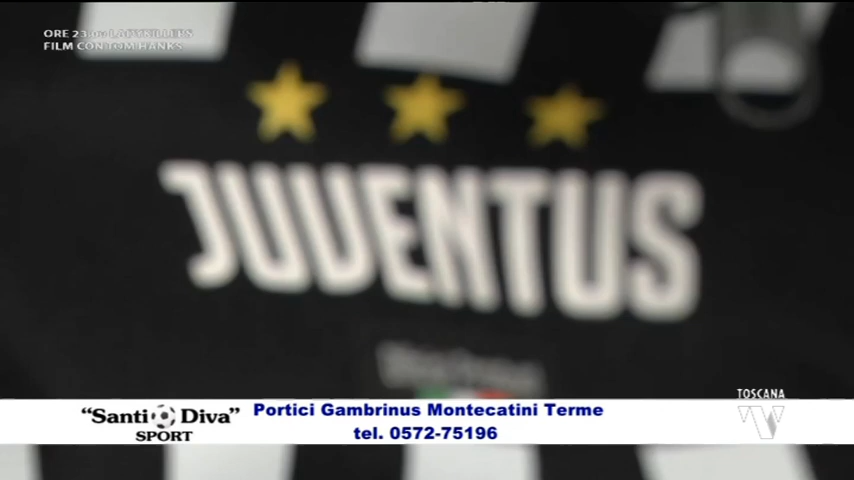 ORE 23.00 LADYKILLERS
FILM CON TOM HANKS
JUVENTUS
TOSCANA
TV
"Santi Diva"
SPORT
Portici Gambrinus Montecatini Terme
tel. 0572-75196